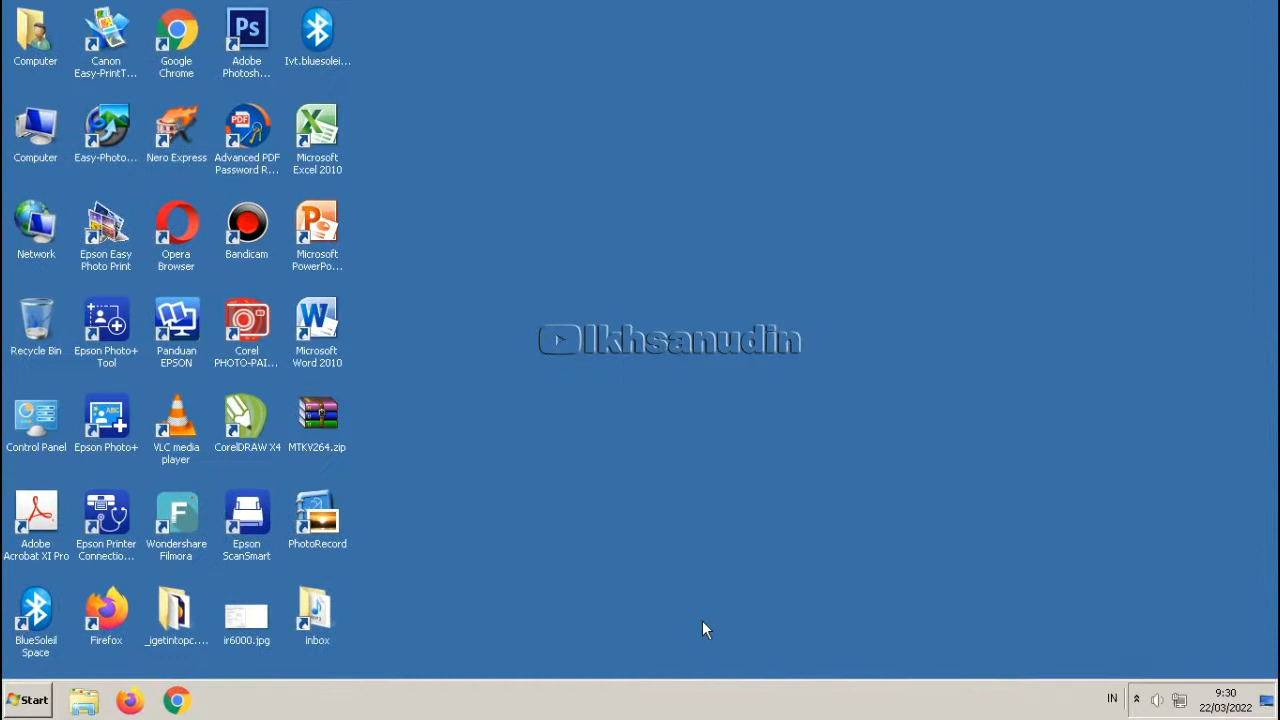 Computer
Canon
Easy-PrintT...
Google
Chrome
Ps
Adobe
Photosh...
Ivt.bluesolei...
Computer
Easy-Photo...
Nero Express
PDF
Advanced PDF
Password R...
Microsoft
Excel 2010
Network
Epson Easy
Photo Print
Opera
Browser
Bandicam
P
Microsoft
PowerPo...
Recycle Bin
Epson Photo+
Tool
Panduan
EPSON
Corel
PHOTO-PAI...
W
Microsoft
Word 2010
Ikhsanudin
Control Panel
ABC
Epson Photo+
VLC media
player
CorelDRAW X4
MTKV264.zip
Adobe
Acrobat XI Pro
Epson Printer
Connectio...
F
Wondershare
Filmora
Epson
ScanSmart
PhotoRecord
BlueSoleil
Space
Firefox
_igetintopc....
ir6000.jpg
inbox
Start
IN
9:30
22/03/2022